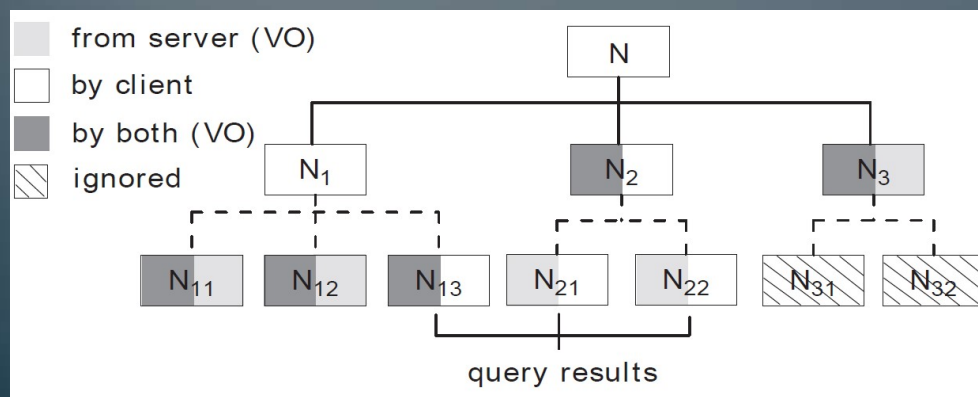 from server (VO)
by client
by both (VO)
ignored
N
N₁
N₂
N₃
N₁₁
N₁₂
N₁₃
N₂₁
N₂₂
N₃₁
N₃₂
query results